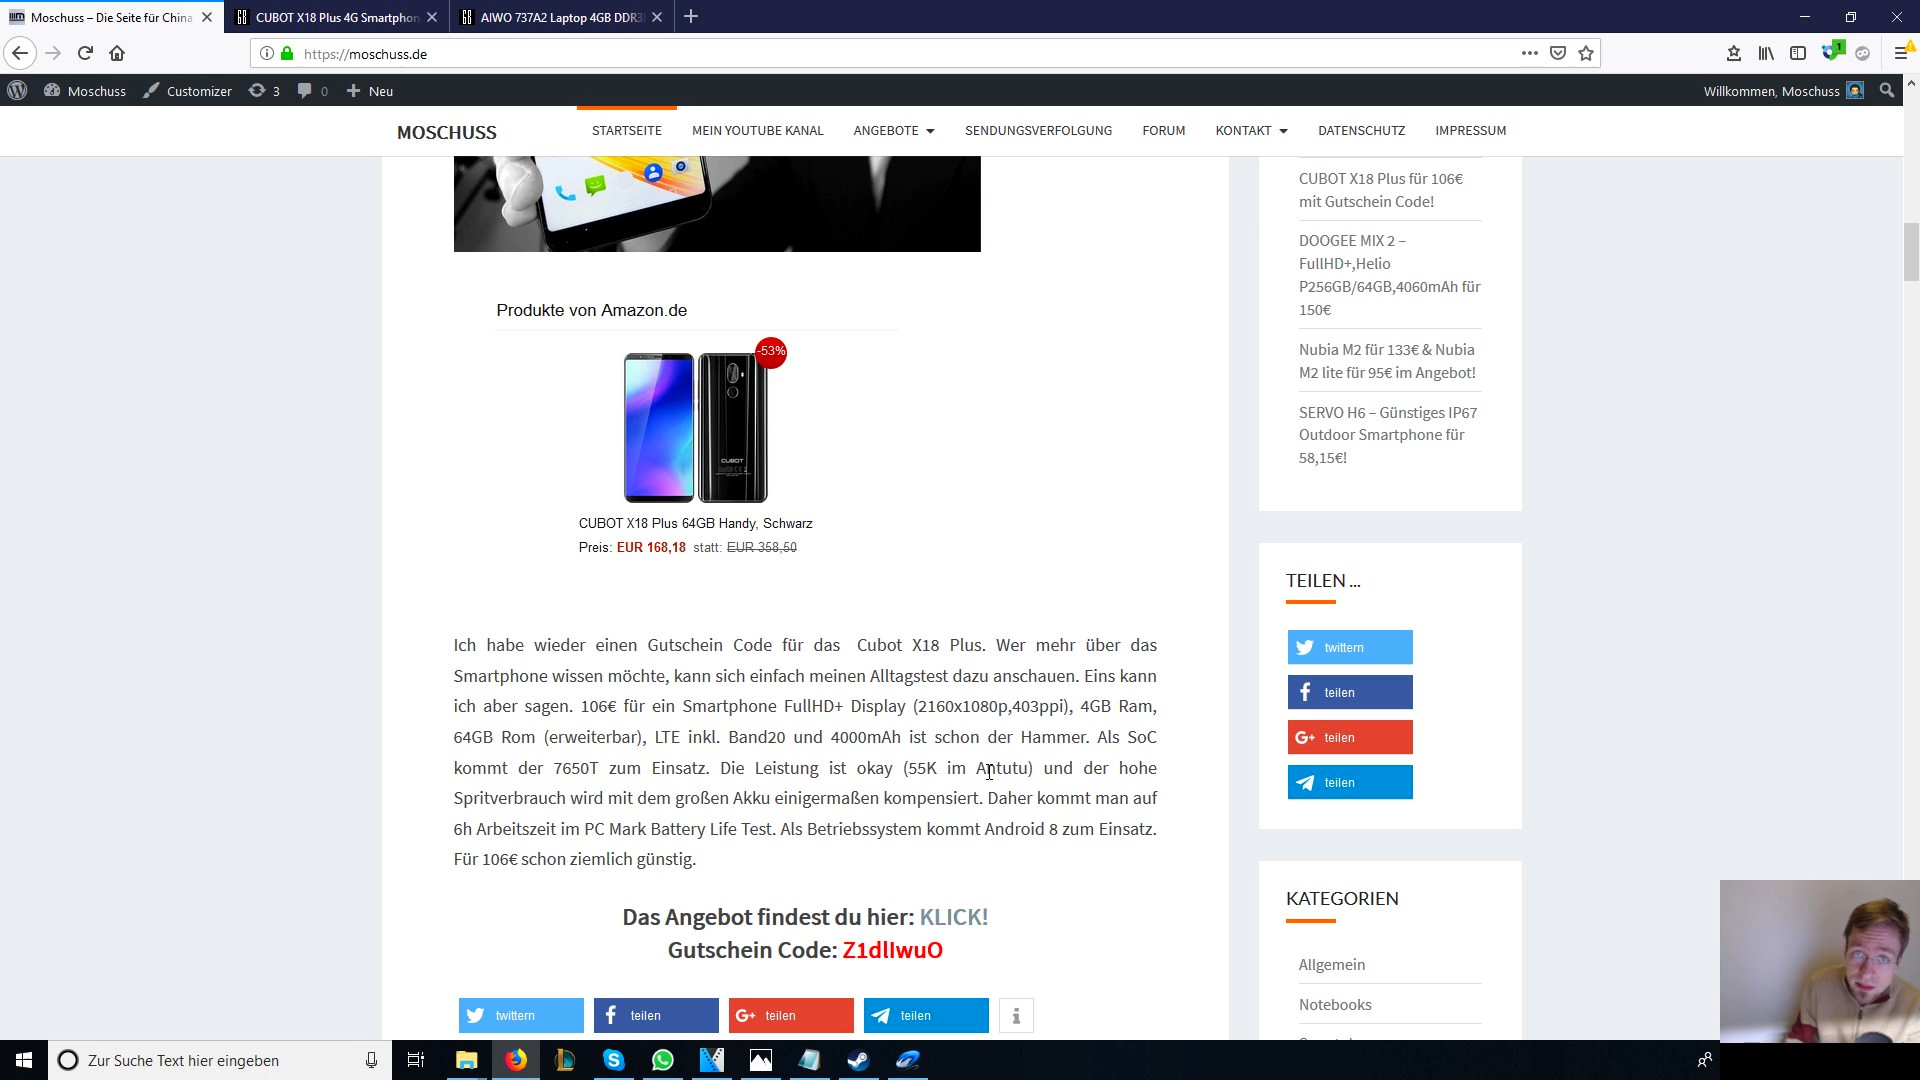 Moschuss – Die Seite für China
CUBOT X18 Plus 4G Smartphon
AIWO 737A2 Laptop 4GB DDR3
https://moschuss.de
1
Moschuss
Customizer
3
0
Neu
Willkommen, Moschuss
MOSCHUSS
STARTSEITE
MEIN YOUTUBE KANAL
ANGEBOTE
SENDUNGSVERFOLGUNG
FORUM
KONTAKT
DATENSCHUTZ
IMPRESSUM
Produkte von Amazon.de
-53%
CUBOT
CUBOT X18 Plus 64GB Handy, Schwarz
Preis: EUR 168,18 statt: EUR 358,50
Ich habe wieder einen Gutschein Code für das Cubot X18 Plus. Wer mehr über das
Smartphone wissen möchte, kann sich einfach meinen Alltagstest dazu anschauen. Eins kann
ich aber sagen. 106€ für ein Smartphone FullHD+ Display (2160x1080p,403ppi), 4GB Ram,
64GB Rom (erweiterbar), LTE inkl. Band20 und 4000mAh ist schon der Hammer. Als SoC
kommt der 7650T zum Einsatz. Die Leistung ist okay (55K im Antutu) und der hohe
Spritverbrauch wird mit dem großen Akku einigermaßen kompensiert. Daher kommt man auf
6h Arbeitszeit im PC Mark Battery Life Test. Als Betriebssystem kommt Android 8 zum Einsatz.
Für 106€ schon ziemlich günstig.
Das Angebot findest du hier: KLICK!
Gutschein Code: Z1dlIwuO
twittern
teilen
teilen
teilen
CUBOT X18 Plus für 106€
mit Gutschein Code!
DOOGEE MIX 2 –
FullHD+,Helio
P256GB/64GB,4060mAh für
150€
Nubia M2 für 133€ & Nubia
M2 lite für 95€ im Angebot!
SERVO H6 – Günstiges IP67
Outdoor Smartphone für
58,15€!
TEILEN ...
twittern
teilen
teilen
teilen
KATEGORIEN
Allgemein
Notebooks
Zur Suche Text hier eingeben